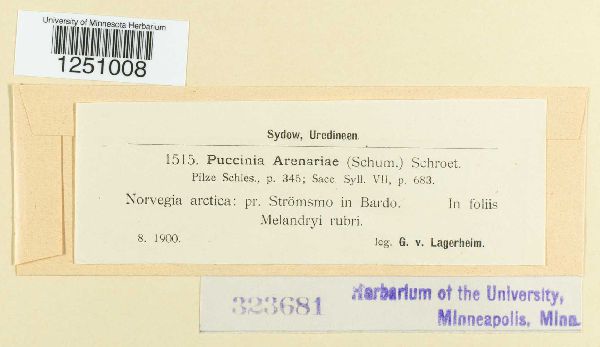 University of Minnesota Herbarium
1251008
Sydow, Uredineen.
1515. Puccinia Arenariae (Schum.) Schroet.
Pilze Schles., p. 345; Sacc. Syll. VII, p. 683.
Norvegia arctica: pr. Strömsmo in Bardo. In foliis
Melandryi rubri.
8. 1900. leg. G. v. Lagerheim.
323681 Herbarium of the University,
Minneapolis, Minn.